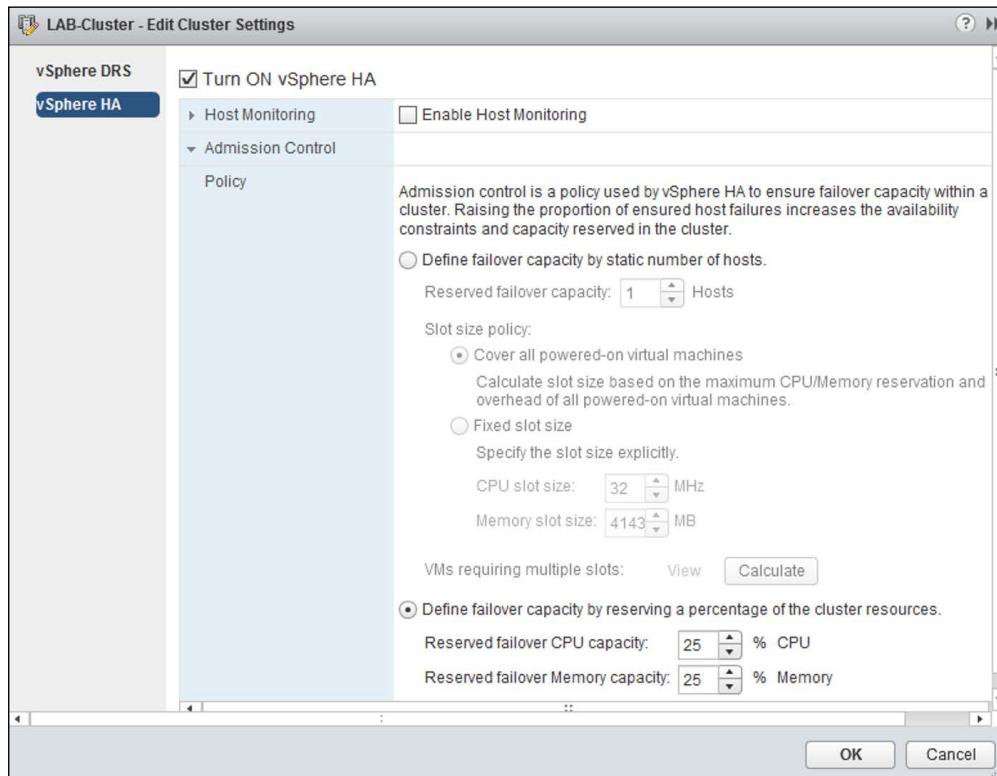 LAB-Cluster - Edit Cluster Settings
?
vSphere DRS
vSphere HA
Turn ON vSphere HA
Host Monitoring
Enable Host Monitoring
Admission Control
Policy
Admission control is a policy used by vSphere HA to ensure failover capacity within a
cluster. Raising the proportion of ensured host failures increases the availability
constraints and capacity reserved in the cluster.
Define failover capacity by static number of hosts.
Reserved failover capacity: 1 Hosts
Slot size policy:
Cover all powered-on virtual machines
Calculate slot size based on the maximum CPU/Memory reservation and
overhead of all powered-on virtual machines.
Fixed slot size
Specify the slot size explicitly.
CPU slot size: 32 MHz
Memory slot size: 4143 MB
VMs requiring multiple slots: View Calculate
Define failover capacity by reserving a percentage of the cluster resources.
Reserved failover CPU capacity: 25 % CPU
Reserved failover Memory capacity: 25 % Memory
OK Cancel